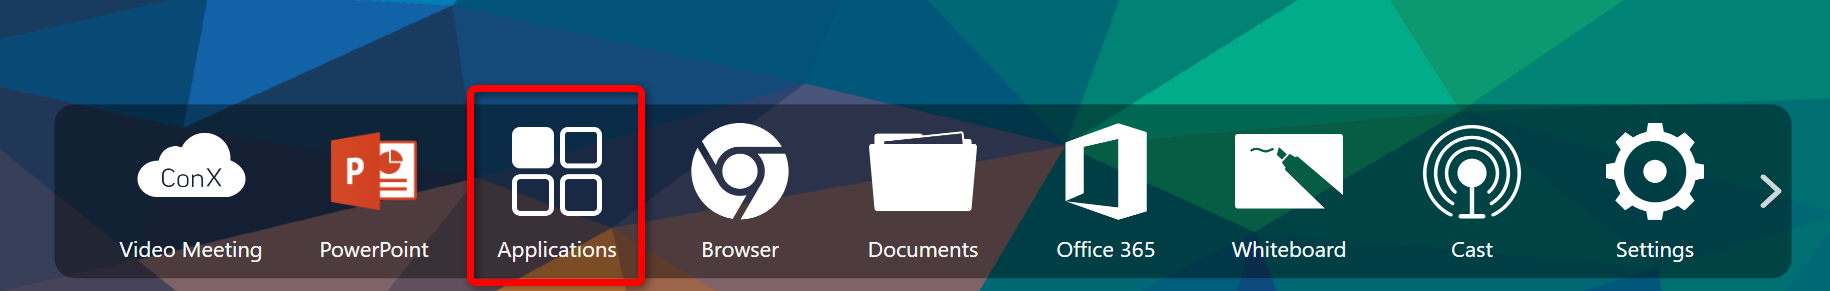 ConX
P
Video Meeting
PowerPoint
Applications
Browser
Documents
Office 365
Whiteboard
Cast
Settings